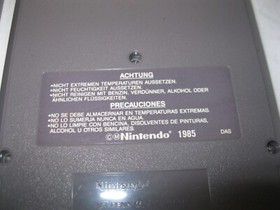 ACHTUNG
•NICHT EXTREMEN TEMPERATUREN AUSSETZEN.
•NICHT FEUCHTIGKEIT AUSSETZEN.
•NICHT REINIGEN MIT BENZIN, VERDÜNNER, ALKOHOL ODER
ÄHNLICHEN FLÜSSIGKEITEN.
PRECAUCIONES
•NO SE DEBE ALMACENAR EN TEMPERATURAS EXTREMAS.
•NO LO SUMERJA NUNCA EN AGUA.
•NO LO LIMPIE CON BENCINA, DISOLVENTES DE PINTURAS,
ALCOHOL U OTROS SIMILARES.
©Ⓜ Nintendo 1985 DAS
Nintendo